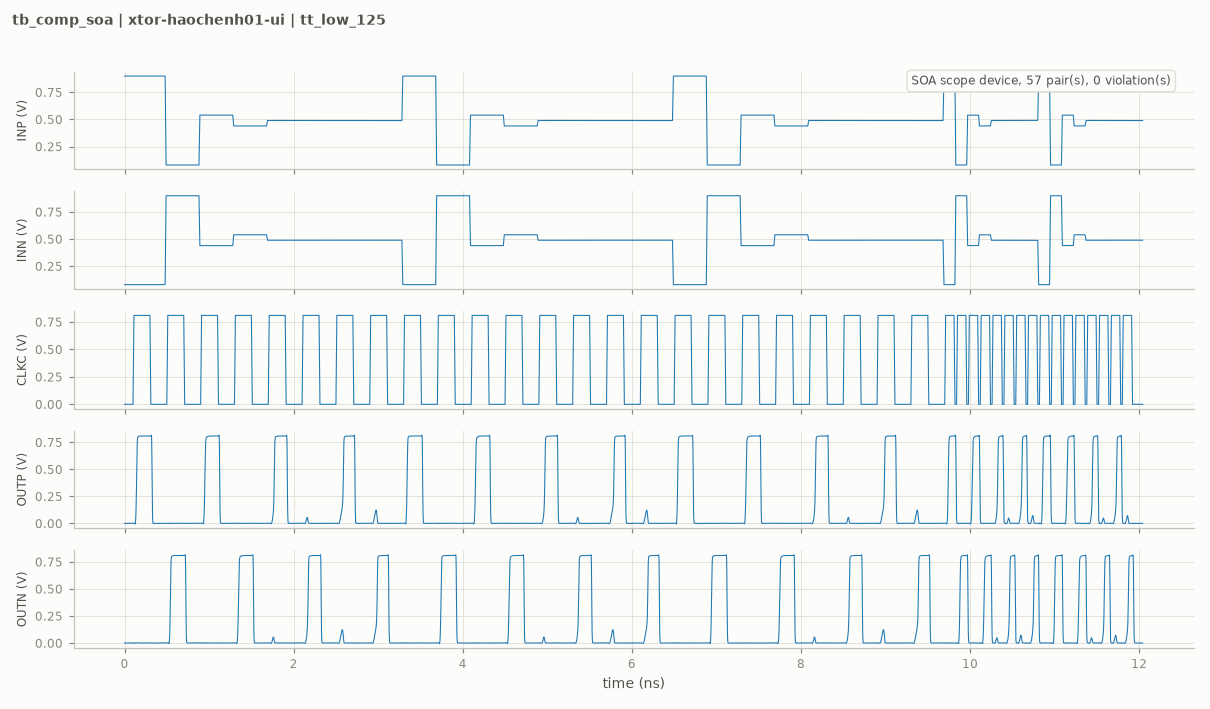 tb_comp_soa | xtor-haochenh01-ui | tt_low_125
SOA scope device, 57 pair(s), 0 violation(s)
INP (V)
0.75
0.50
0.25
INN (V)
0.75
0.50
0.25
CLKC (V)
0.75
0.50
0.25
0.00
OUTP (V)
0.75
0.50
0.25
0.00
OUTN (V)
0.75
0.50
0.25
0.00
0 2 4 6 8 10 12
time (ns)